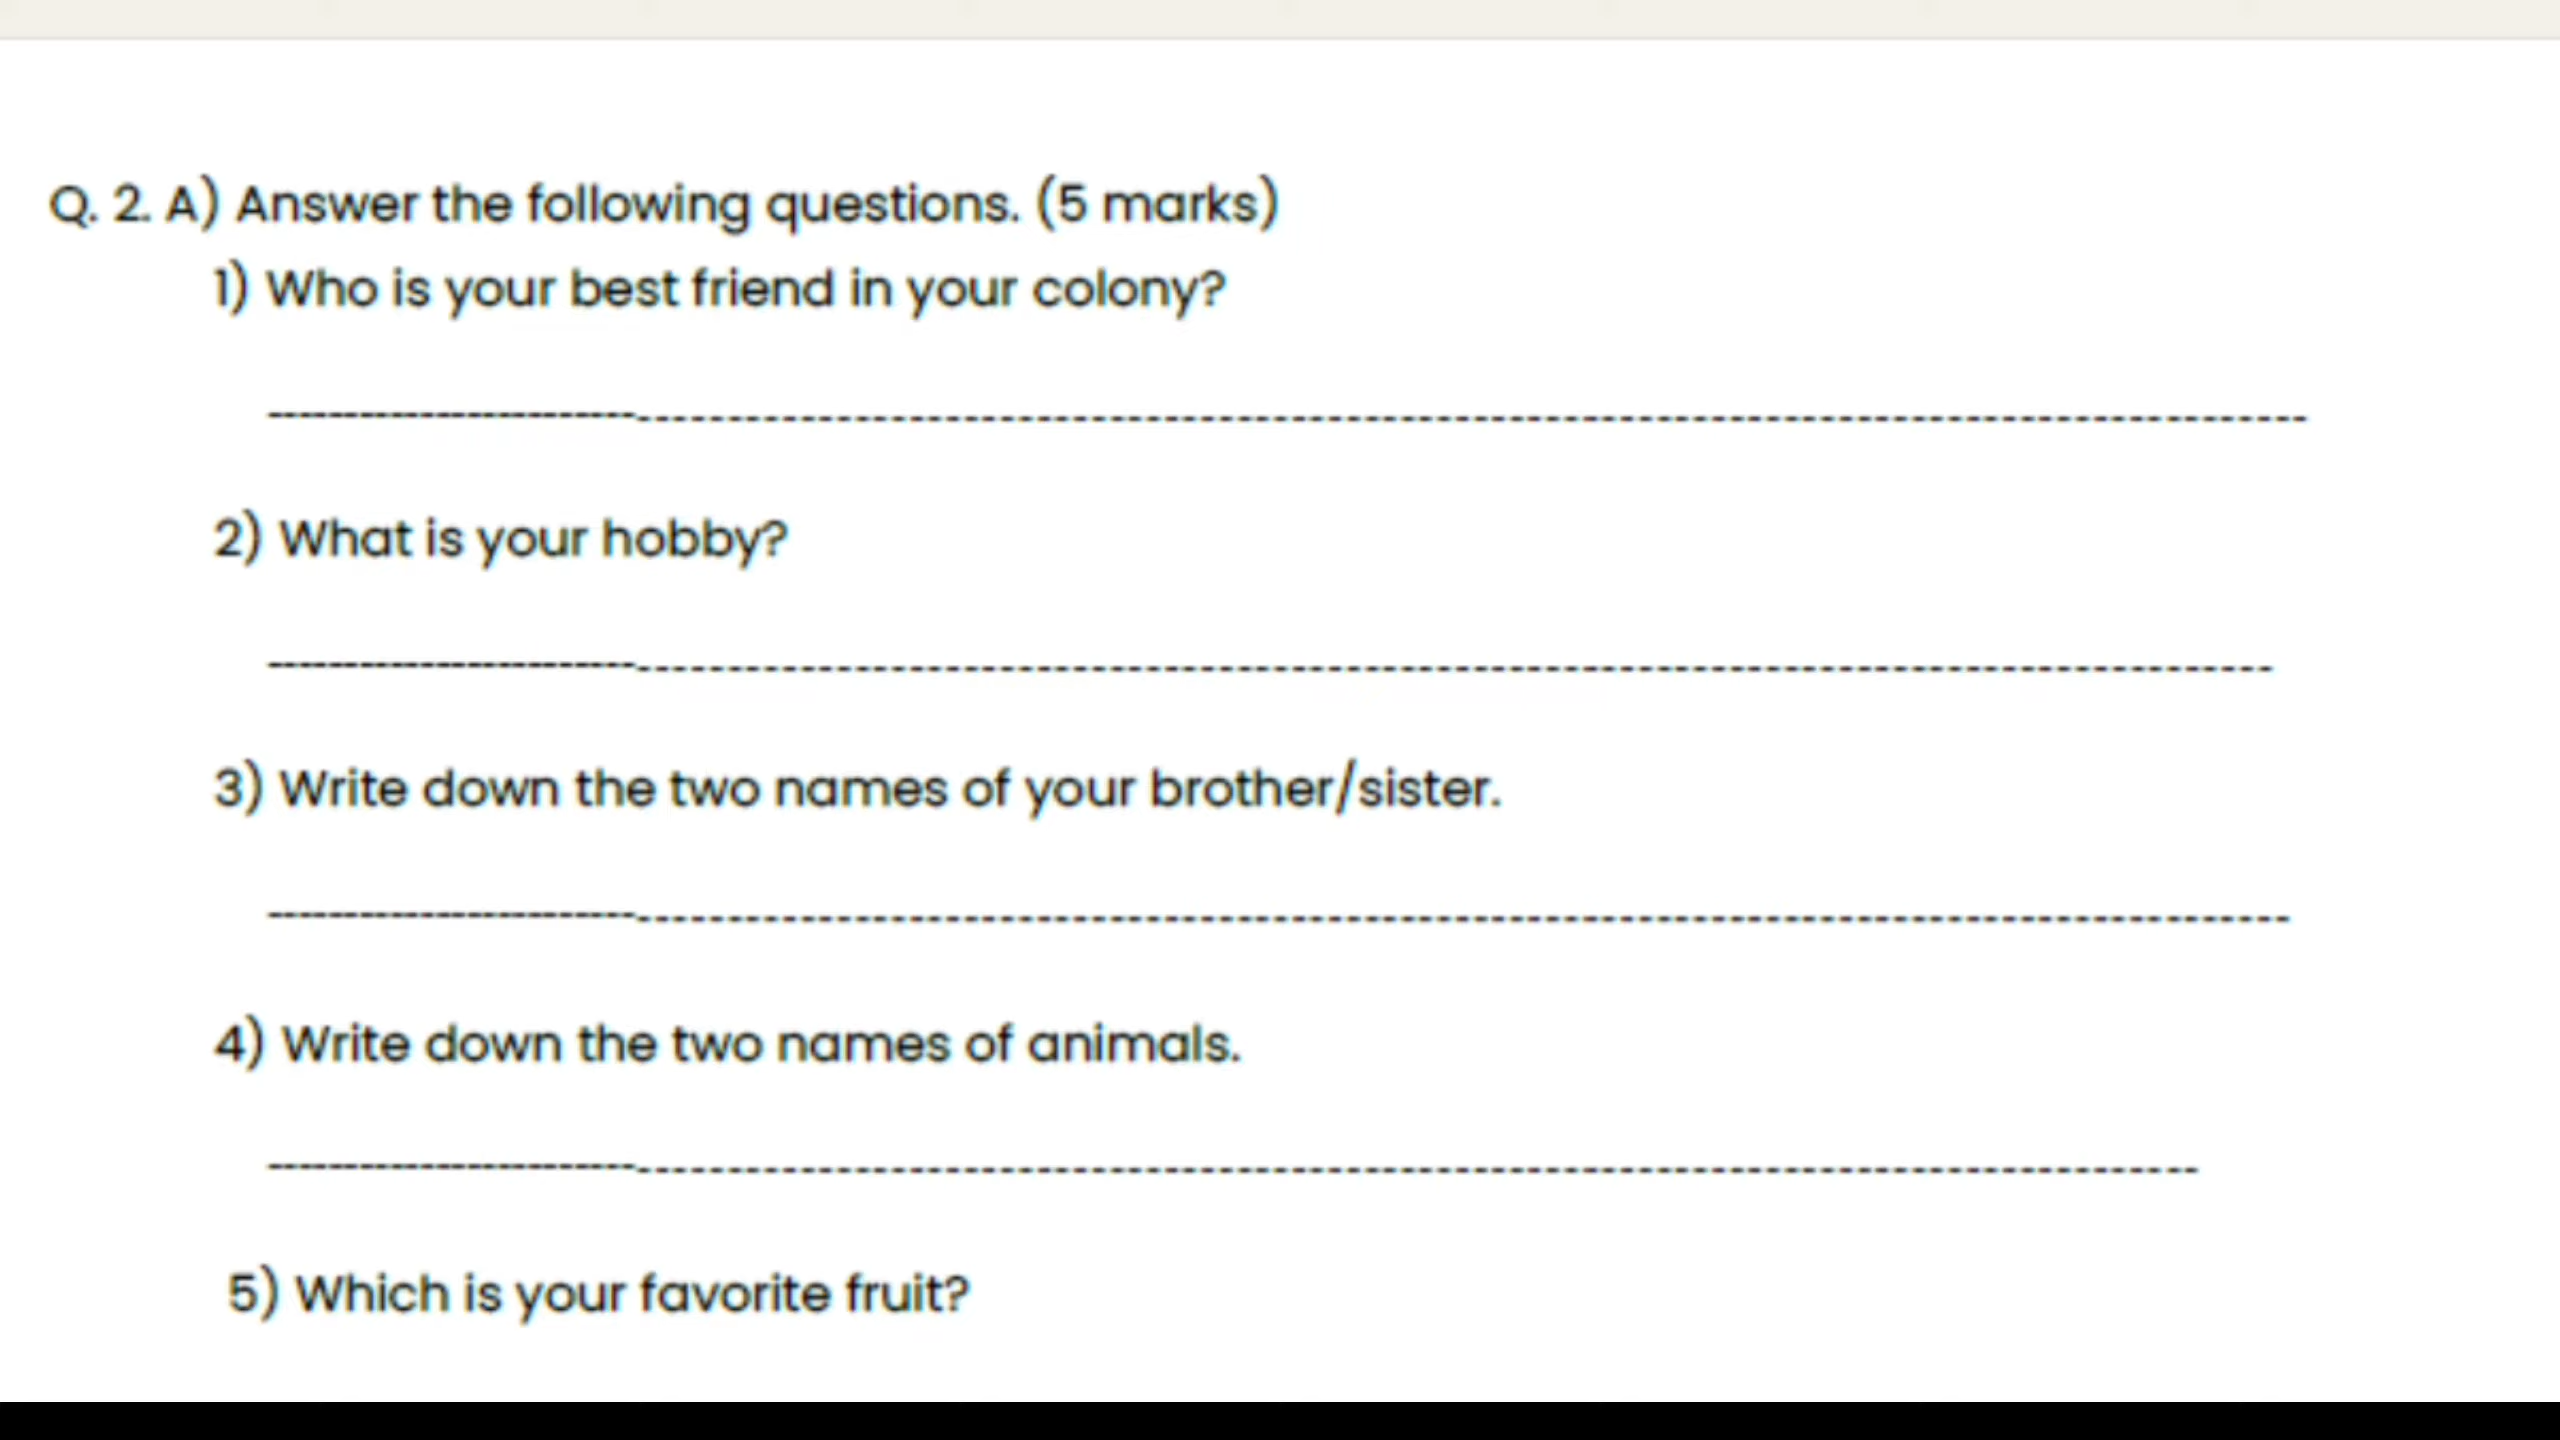 Q. 2. A) Answer the following questions. (5 marks)
1) Who is your best friend in your colony?
2) What is your hobby?
3) Write down the two names of your brother/sister.
4) Write down the two names of animals.
5) Which is your favorite fruit?